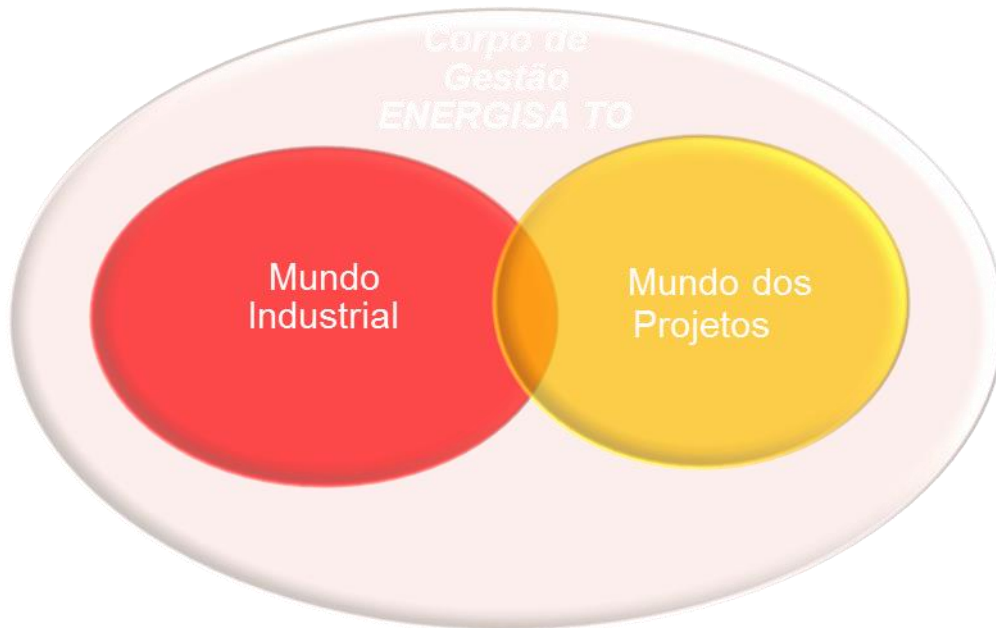 Corpo de
Gestão
ENERGISA TO
Mundo
Industrial
Mundo dos
Projetos